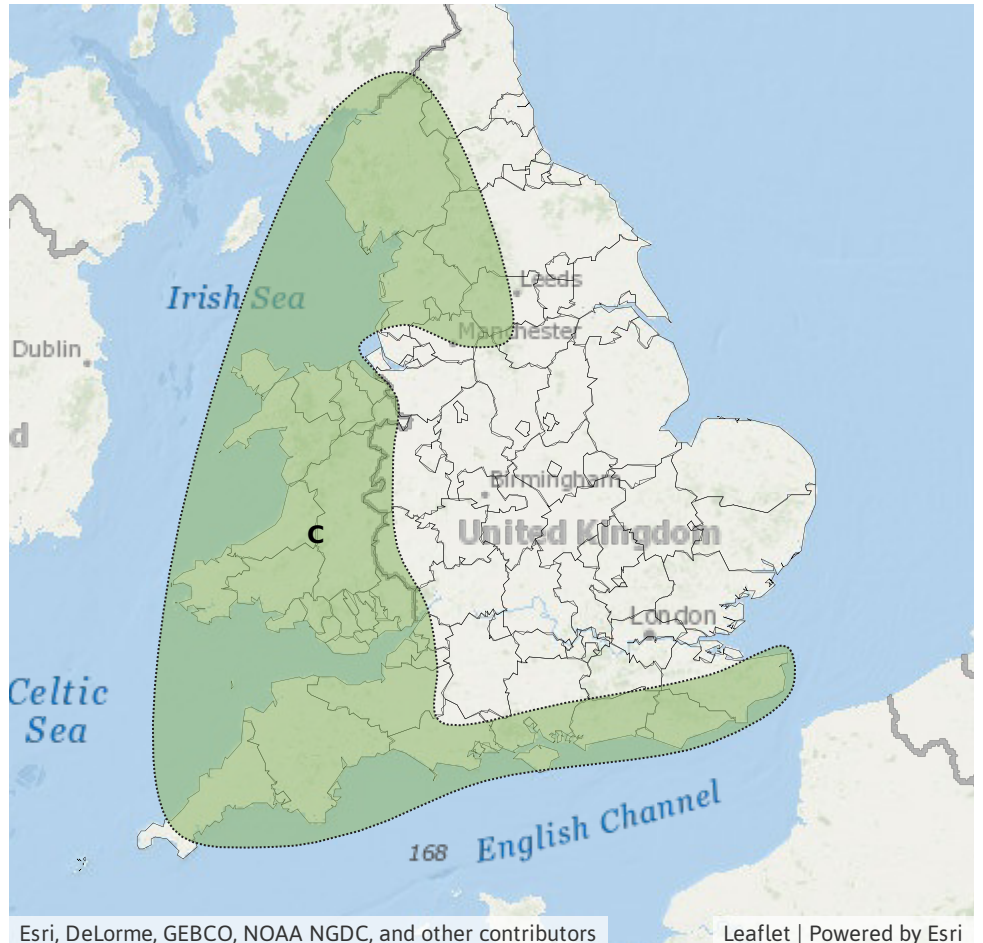 Leeds
Irish Sea
Manchester
Dublin
d
Birmingham
C
United Kingdom
London
Celtic
Sea
English Channel
168
Esri, DeLorme, GEBCO, NOAA NGDC, and other contributors
Leaflet | Powered by Esri